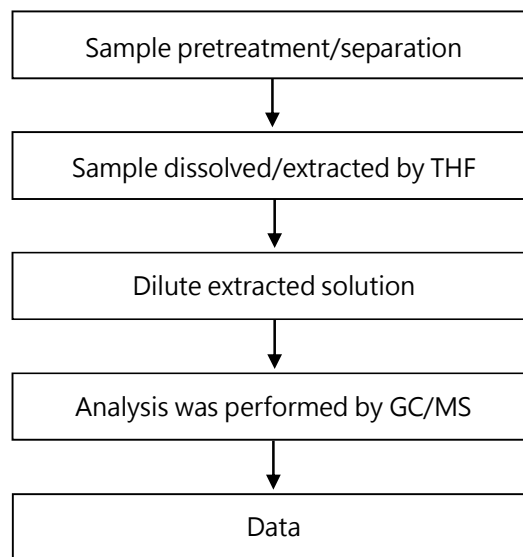 Sample pretreatment/separation
Sample dissolved/extracted by THF
Dilute extracted solution
Analysis was performed by GC/MS
Data